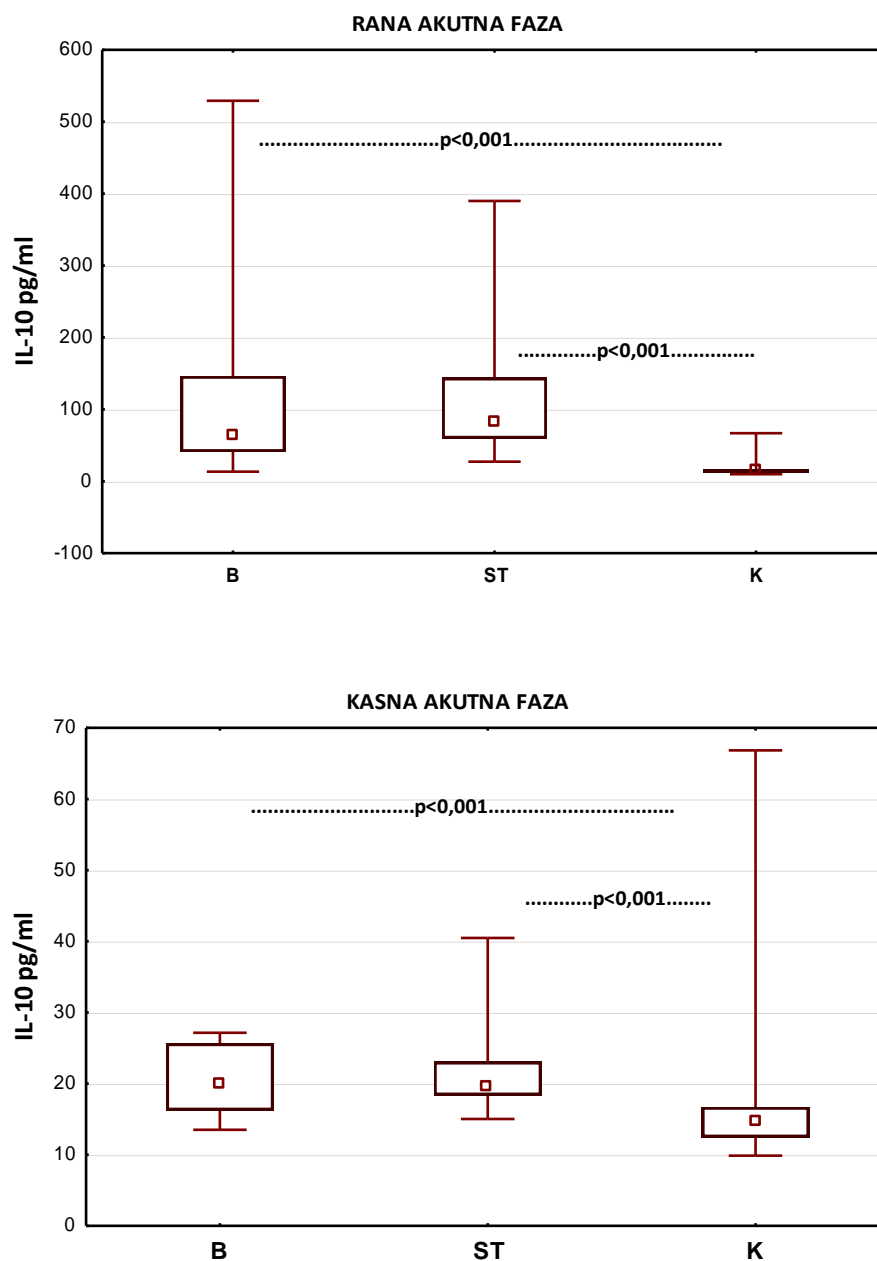 RANA AKUTNA FAZA
600
500
400
300
200
100
0
-100
IL-10 pg/ml
................................p<0,001.....................................
..............p<0,001...............
B ST K
KASNA AKUTNA FAZA
70
60
50
40
30
20
10
0
IL-10 pg/ml
..........................p<0,001..............................
............p<0,001........
B ST K